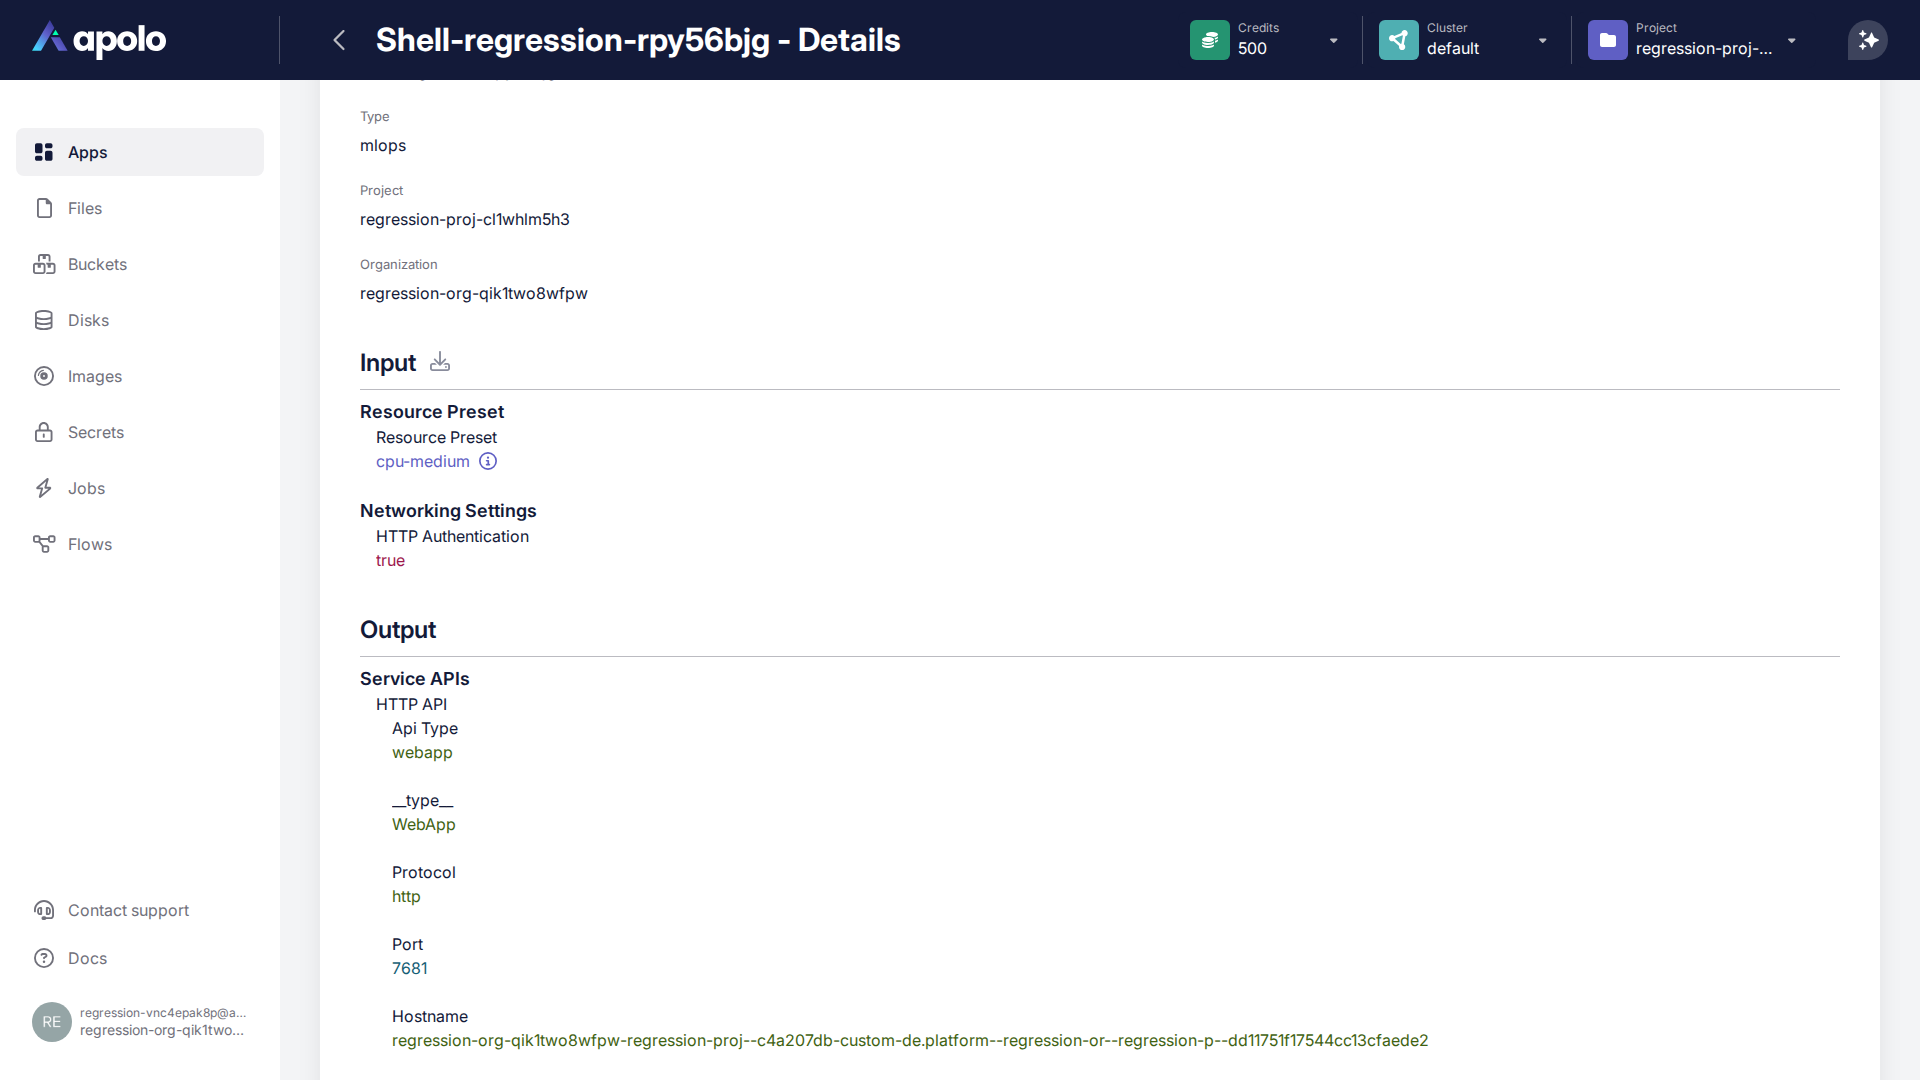 apolo
Shell-regression-rpy56bjg - Details
Credits
500
Cluster
default
Project
regression-proj-...
Apps
Files
Buckets
Disks
Images
Secrets
Jobs
Flows
Contact support
Docs
RE
regression-vnc4epak8p@a...
regression-org-qik1two...
Type
mlops
Project
regression-proj-cl1whlm5h3
Organization
regression-org-qik1two8wfpw
Input
Resource Preset
Resource Preset
cpu-medium
Networking Settings
HTTP Authentication
true
Output
Service APIs
HTTP API
Api Type
webapp
__type__
WebApp
Protocol
http
Port
7681
Hostname
regression-org-qik1two8wfpw-regression-proj--c4a207db-custom-de.platform--regression-or--regression-p--dd11751f17544cc13cfaede2